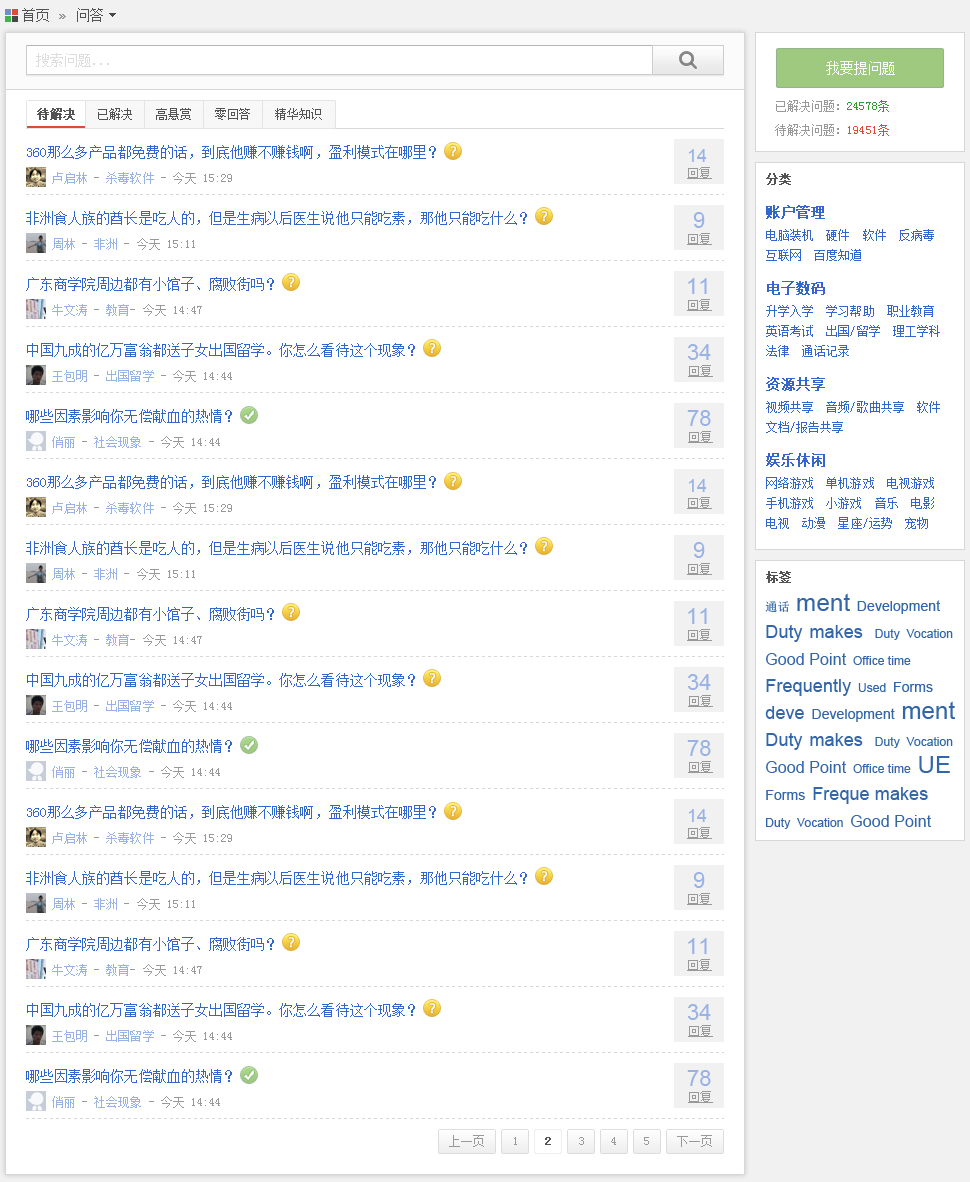 首页 » 问答
搜索问题...
待解决 已解决 高悬赏 零回答 精华知识
360那么多产品都免费的话，到底他赚不赚钱啊，盈利模式在哪里？
卢启林 - 杀毒软件 - 今天 15:29
14
回复
非洲食人族的酋长是吃人的，但是生病以后医生说他只能吃素，那他只能吃什么？
周林 - 非洲 - 今天 15:11
9
回复
广东商学院周边都有小馆子、腐败街吗？
牛文涛 - 教育- 今天 14:47
11
回复
中国九成的亿万富翁都送子女出国留学。你怎么看待这个现象？
王包明 - 出国留学 - 今天 14:44
34
回复
哪些因素影响你无偿献血的热情？
俏丽 - 社会现象 - 今天 14:44
78
回复
360那么多产品都免费的话，到底他赚不赚钱啊，盈利模式在哪里？
卢启林 - 杀毒软件 - 今天 15:29
14
回复
非洲食人族的酋长是吃人的，但是生病以后医生说他只能吃素，那他只能吃什么？
周林 - 非洲 - 今天 15:11
9
回复
广东商学院周边都有小馆子、腐败街吗？
牛文涛 - 教育- 今天 14:47
11
回复
中国九成的亿万富翁都送子女出国留学。你怎么看待这个现象？
王包明 - 出国留学 - 今天 14:44
34
回复
哪些因素影响你无偿献血的热情？
俏丽 - 社会现象 - 今天 14:44
78
回复
360那么多产品都免费的话，到底他赚不赚钱啊，盈利模式在哪里？
卢启林 - 杀毒软件 - 今天 15:29
14
回复
非洲食人族的酋长是吃人的，但是生病以后医生说他只能吃素，那他只能吃什么？
周林 - 非洲 - 今天 15:11
9
回复
广东商学院周边都有小馆子、腐败街吗？
牛文涛 - 教育- 今天 14:47
11
回复
中国九成的亿万富翁都送子女出国留学。你怎么看待这个现象？
王包明 - 出国留学 - 今天 14:44
34
回复
哪些因素影响你无偿献血的热情？
俏丽 - 社会现象 - 今天 14:44
78
回复
上一页 1 2 3 4 5 下一页
我要提问题
已解决问题：24578条
待解决问题：19451条
分类
账户管理
电脑装机 硬件 软件 反病毒
互联网 百度知道
电子数码
升学入学 学习帮助 职业教育
英语考试 出国/留学 理工学科
法律 通话记录
资源共享
视频共享 音频/歌曲共享 软件
文档/报告共享
娱乐休闲
网络游戏 单机游戏 电视游戏
手机游戏 小游戏 音乐 电影
电视 动漫 星座/运势 宠物
标签
通话 ment Development
Duty makes Duty Vocation
Good Point Office time
Frequently Used Forms
deve Development ment
Duty makes Duty Vocation
Good Point Office time UE
Forms Freque makes
Duty Vocation Good Point